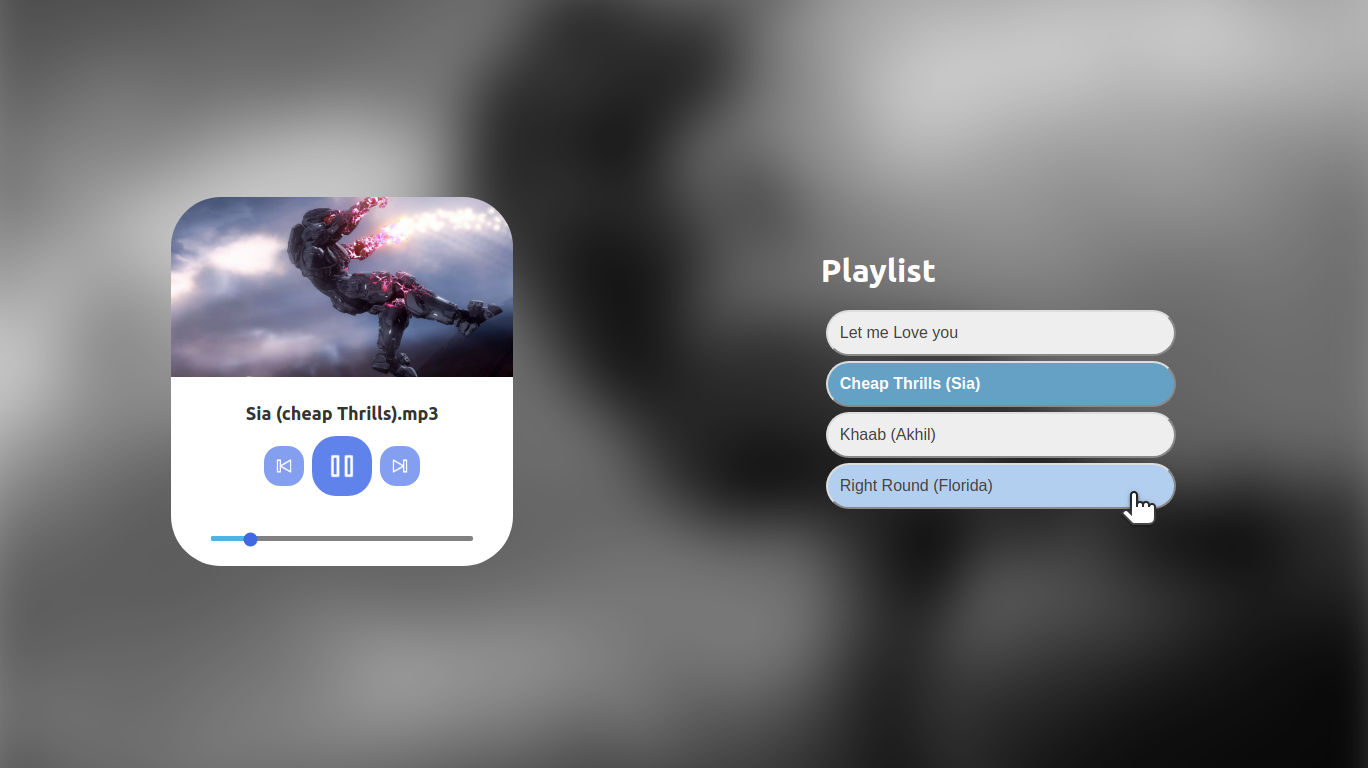 Sia (cheap Thrills).mp3
Playlist
Let me Love you
Cheap Thrills (Sia)
Khaab (Akhil)
Right Round (Florida)